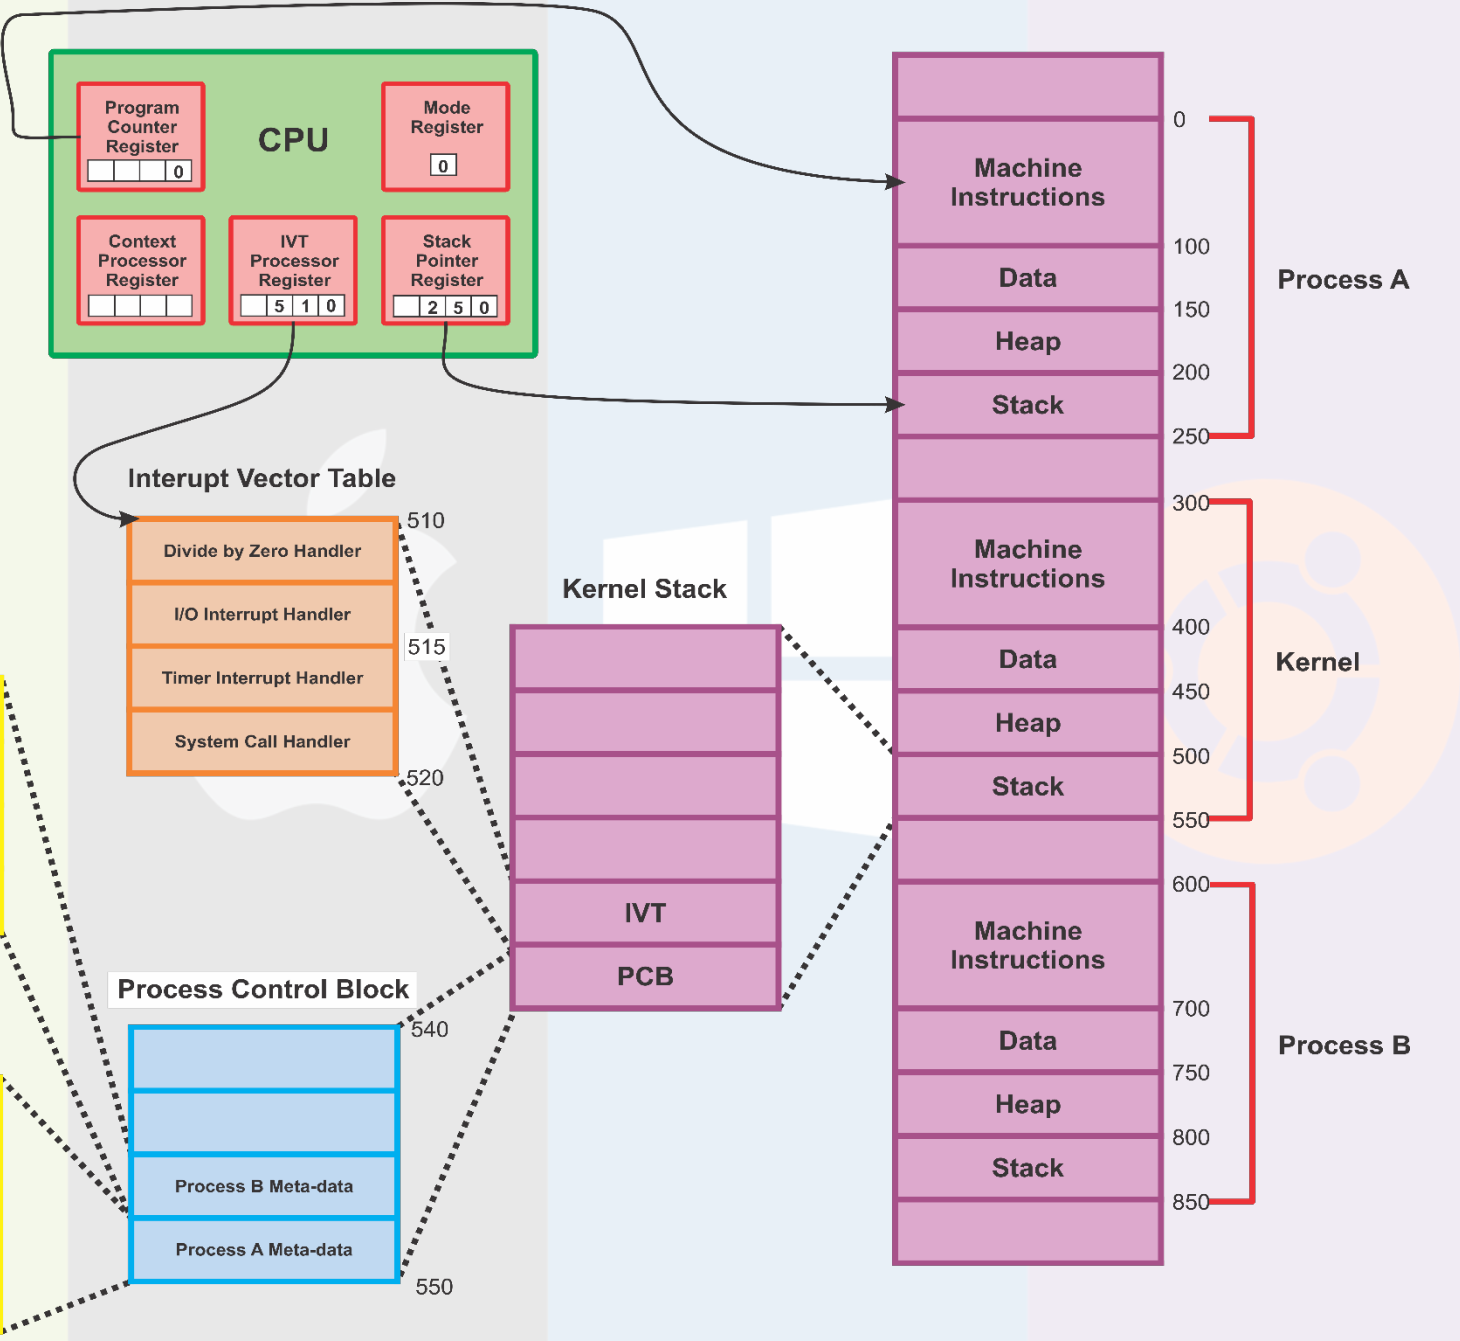 Program
Counter
Register
0
CPU
Mode
Register
0
Context
Processor
Register
IVT
Processor
Register
5 1 0
Stack
Pointer
Register
2 5 0
Interupt Vector Table
510
Divide by Zero Handler
I/O Interrupt Handler
515
Timer Interrupt Handler
System Call Handler
520
Process Control Block
540
Process B Meta-data
Process A Meta-data
550
Kernel Stack
IVT
PCB
0
Machine
Instructions
100
Data
150
Heap
200
Stack
250
Process A
300
Machine
Instructions
400
Data
450
Heap
500
Stack
550
Kernel
600
Machine
Instructions
700
Data
750
Heap
800
Stack
850
Process B